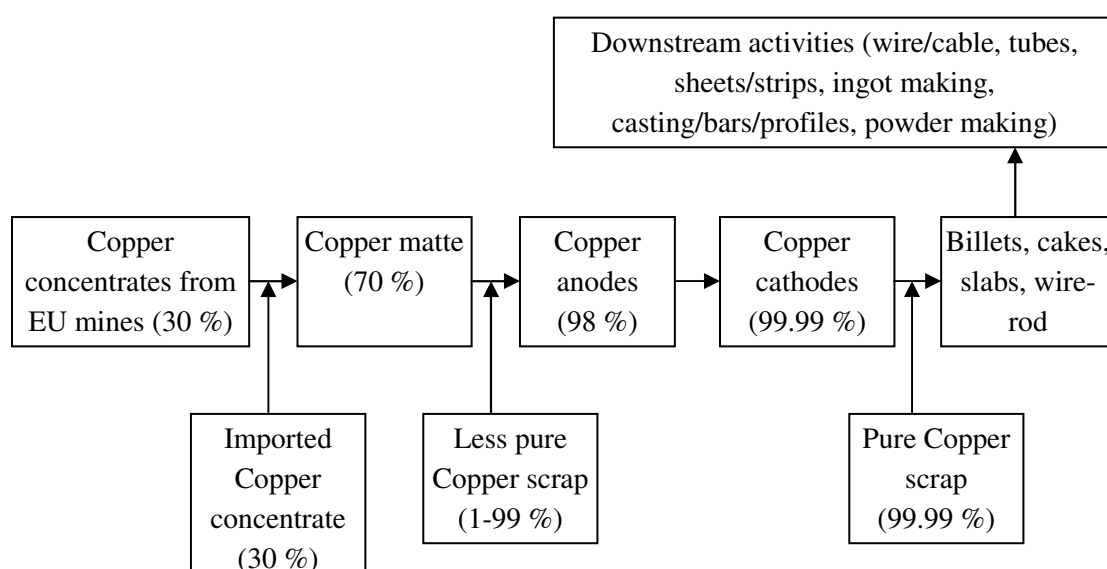 Downstream activities (wire/cable, tubes,
sheets/strips, ingot making,
casting/bars/profiles, powder making)
Copper
concentrates from
EU mines (30 %)
Copper matte
(70 %)
Copper
anodes
(98 %)
Copper
cathodes
(99.99 %)
Billets, cakes,
slabs, wire-
rod
Imported
Copper
concentrate
(30 %)
Less pure
Copper scrap
(1-99 %)
Pure Copper
scrap
(99.99 %)